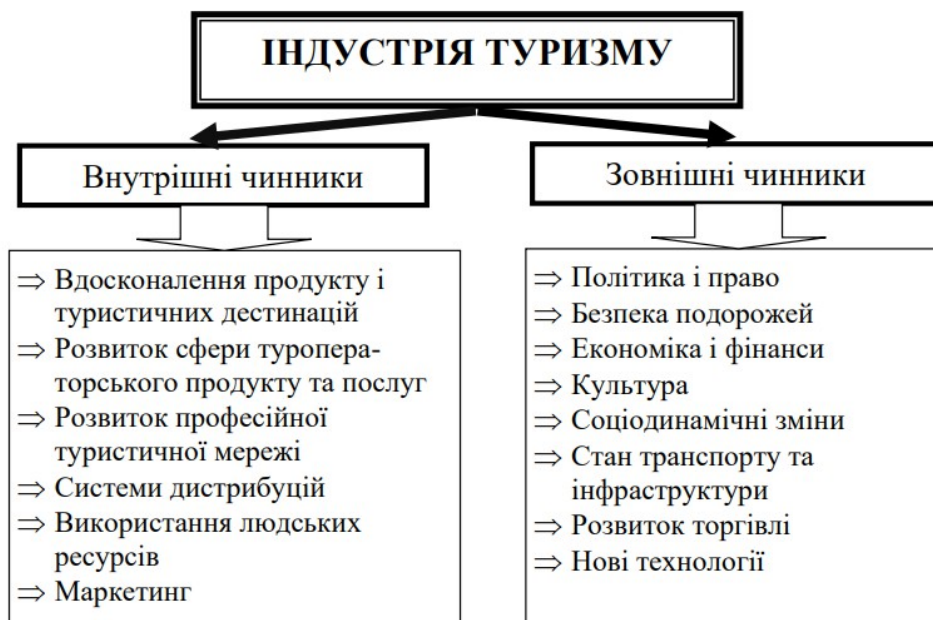 ІНДУСТРІЯ ТУРИЗМУ
Внутрішні чинники
⇒ Вдосконалення продукту і
туристичних дестинацій
⇒ Розвиток сфери туропера-
торського продукту та послуг
⇒ Розвиток професійної
туристичної мережі
⇒ Системи дистрибуцій
⇒ Використання людських
ресурсів
⇒ Маркетинг
Зовнішні чинники
⇒ Політика і право
⇒ Безпека подорожей
⇒ Економіка і фінанси
⇒ Культура
⇒ Соціодинамічні зміни
⇒ Стан транспорту та
інфраструктури
⇒ Розвиток торгівлі
⇒ Нові технології